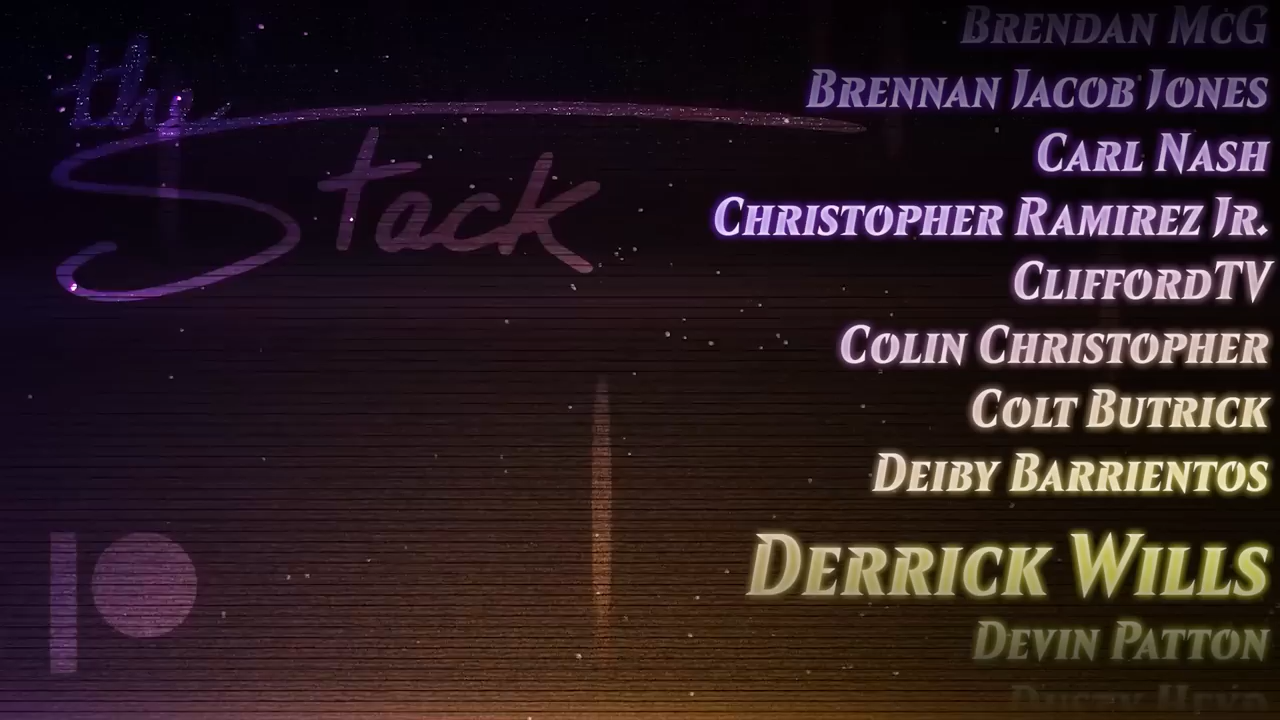 the
Stack
Brendan McG
Brennan Jacob Jones
Carl Nash
Christopher Ramirez Jr.
CliffordTV
Colin Christopher
Colt Butrick
Deiby Barrientos
Derrick Wills
Devin Patton